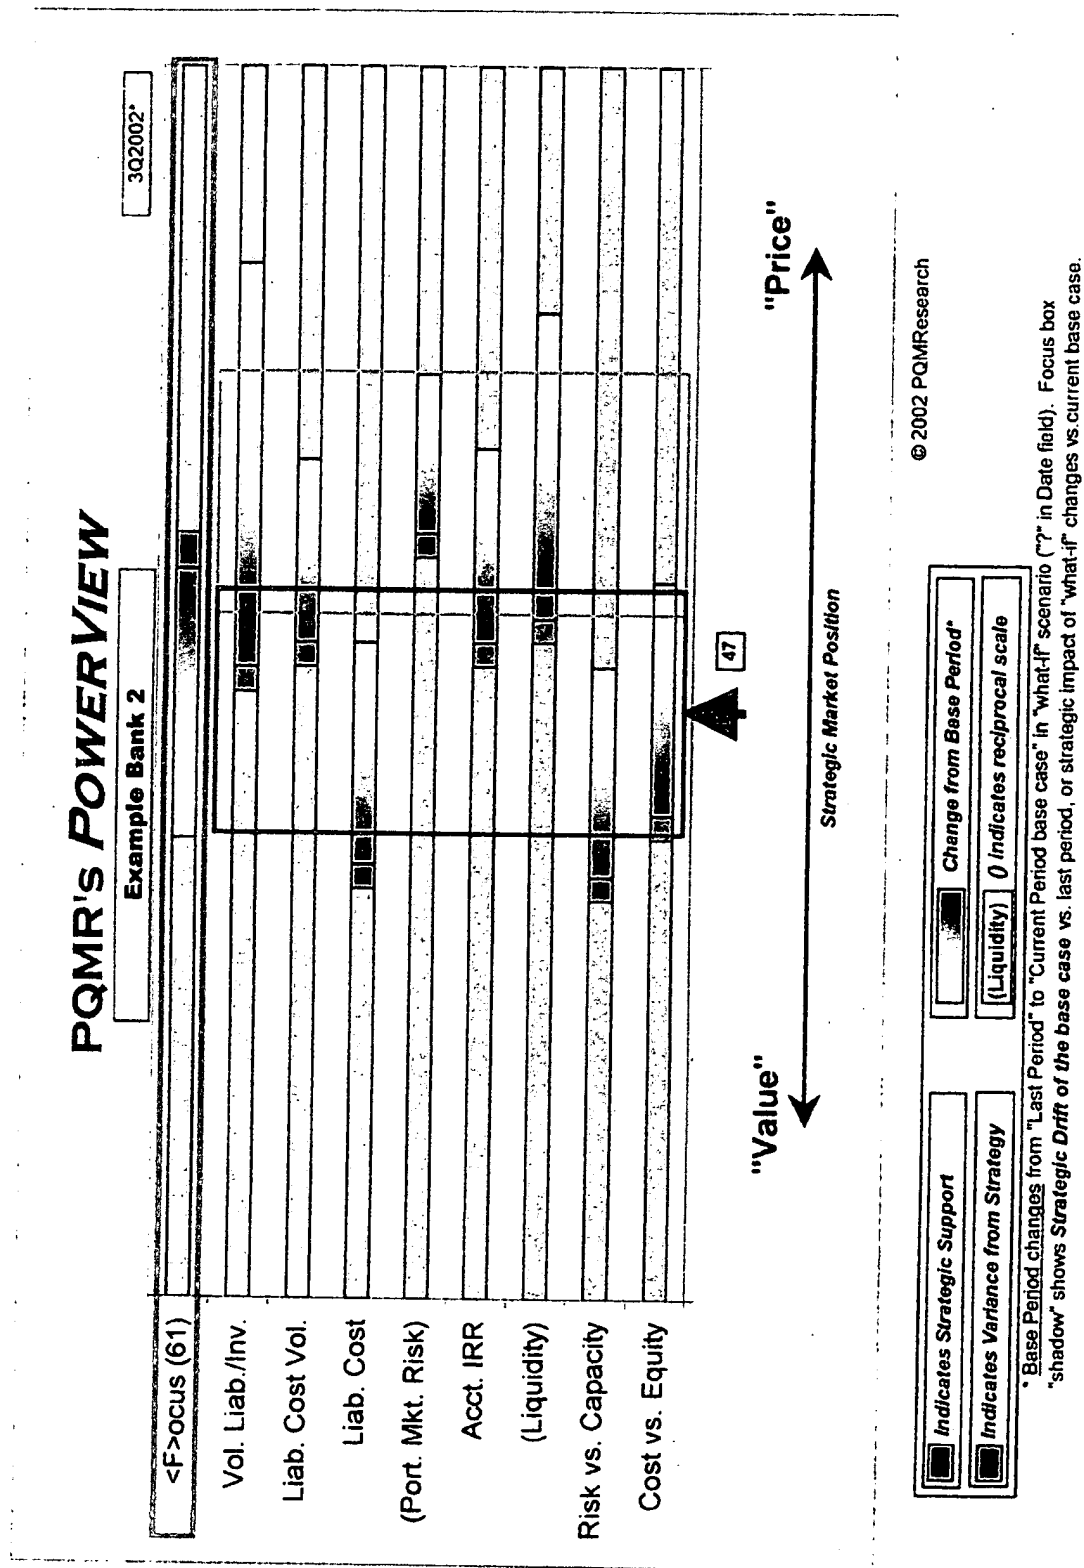 PQMR's POWERVIEW
Example Bank 2
3Q2002*
<F>ocus (61)
Vol. Liab./Inv.
Liab. Cost Vol.
Liab. Cost
(Port. Mkt. Risk)
Acct. IRR
(Liquidity)
Risk vs. Capacity
Cost vs. Equity
47
"Value"
"Price"
Strategic Market Position
© 2002 PQMResearch
Indicates Strategic Support
Change from Base Period*
Indicates Variance from Strategy
(Liquidity) () Indicates reciprocal scale
* Base Period changes from "Last Period" to "Current Period base case" in "what-if" scenario ("?" in Date field). Focus box
"shadow" shows Strategic Drift of the base case vs. last period, or strategic impact of "what-if" changes vs.current base case.